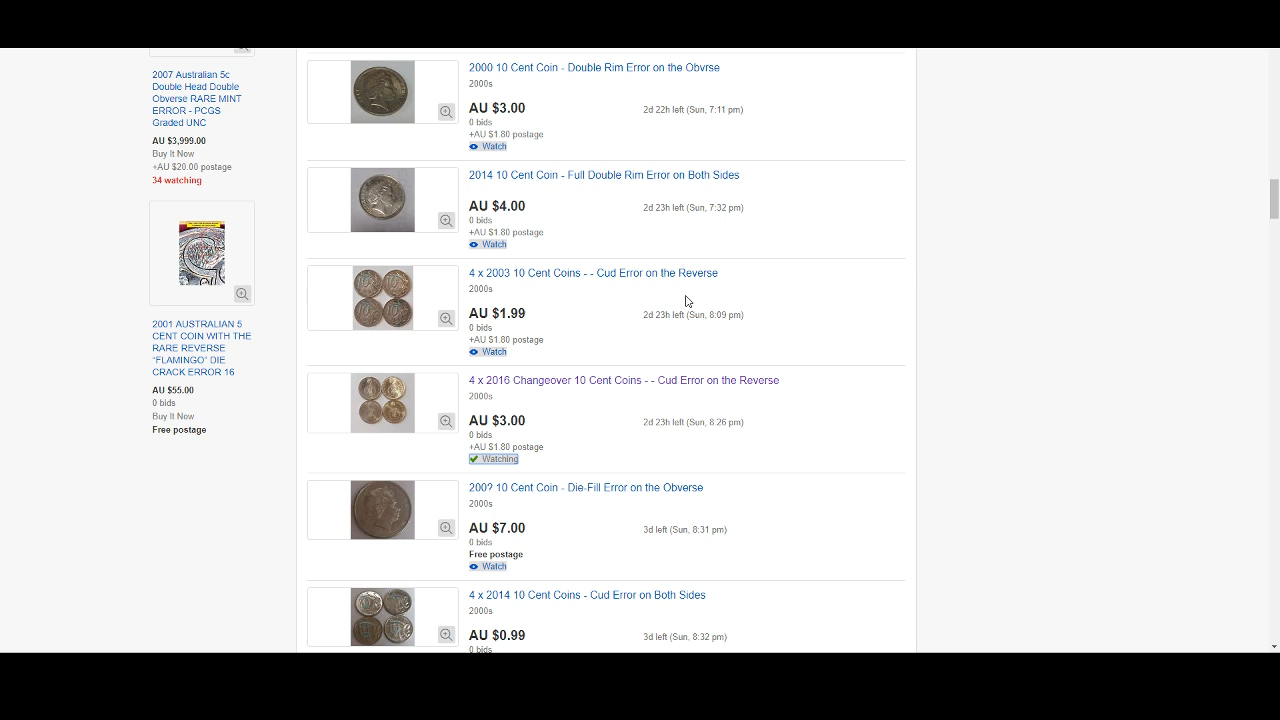 2007 Australian 5c
Double Head Double
Obverse RARE MINT
ERROR - PCGS
Graded UNC
AU $3,999.00
Buy It Now
+AU $20.00 postage
34 watching
2001 AUSTRALIAN 5
CENT COIN WITH THE
RARE REVERSE
"FLAMINGO" DIE
CRACK ERROR 16
AU $55.00
0 bids
Buy It Now
Free postage
2000 10 Cent Coin - Double Rim Error on the Obvrse
2000s
AU $3.00 2d 22h left (Sun, 7:11 pm)
0 bids
+AU $1.80 postage
Watch
2014 10 Cent Coin - Full Double Rim Error on Both Sides
AU $4.00 2d 23h left (Sun, 7:32 pm)
0 bids
+AU $1.80 postage
Watch
4 x 2003 10 Cent Coins - - Cud Error on the Reverse
2000s
AU $1.99 2d 23h left (Sun, 8:09 pm)
0 bids
+AU $1.80 postage
Watch
4 x 2016 Changeover 10 Cent Coins - - Cud Error on the Reverse
2000s
AU $3.00 2d 23h left (Sun, 8:26 pm)
0 bids
+AU $1.80 postage
Watching
200? 10 Cent Coin - Die-Fill Error on the Obverse
2000s
AU $7.00 3d left (Sun, 8:31 pm)
0 bids
Free postage
Watch
4 x 2014 10 Cent Coins - Cud Error on Both Sides
2000s
AU $0.99 3d left (Sun, 8:32 pm)
0 bids